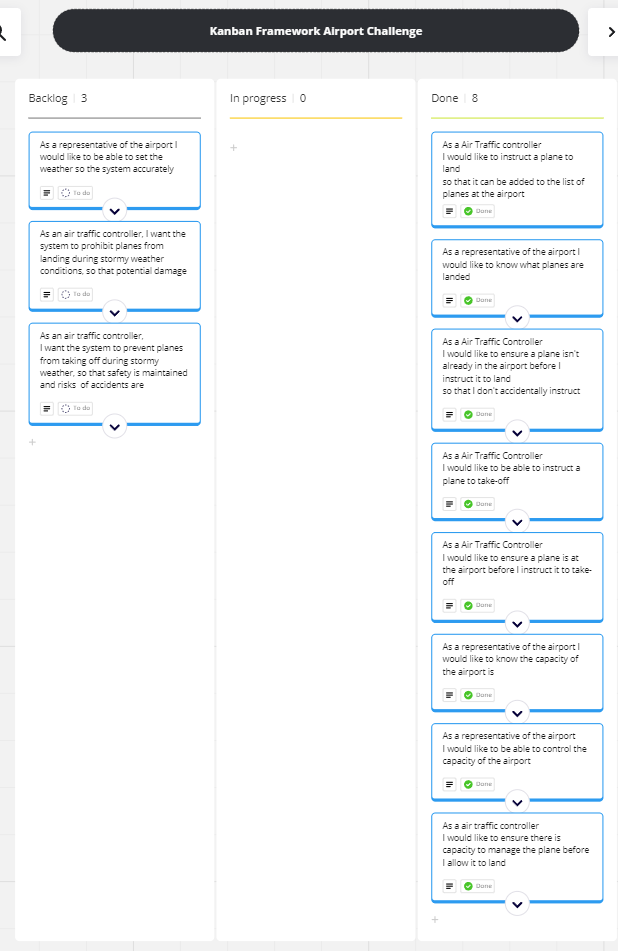 Kanban Framework Airport Challenge
Backlog 3
As a representative of the airport I
would like to be able to set the
weather so the system accurately
To do
As an air traffic controller, I want the
system to prohibit planes from
landing during stormy weather
conditions, so that potential damage
To do
As an air traffic controller,
I want the system to prevent planes
from taking off during stormy
weather, so that safety is maintained
and risks of accidents are
To do
+
In progress 0
+
Done 8
As a Air Traffic controller
I would like to instruct a plane to
land
so that it can be added to the list of
planes at the airport
Done
As a representative of the airport I
would like to know what planes are
landed
Done
As a Air Traffic Controller
I would like to ensure a plane isn't
already in the airport before I
instruct it to land
so that I don't accidentally instruct
Done
As a Air Traffic Controller
I would like to be able to instruct a
plane to take-off
Done
As a Air Traffic Controller
I would like to ensure a plane is at
the airport before I instruct it to take-
off
Done
As a representative of the airport I
would like to know the capacity of
the airport is
Done
As a representative of the airport
I would like to be able to control the
capacity of the airport
Done
As a air traffic controller
I would like to ensure there is
capacity to manage the plane before
I allow it to land
Done
+